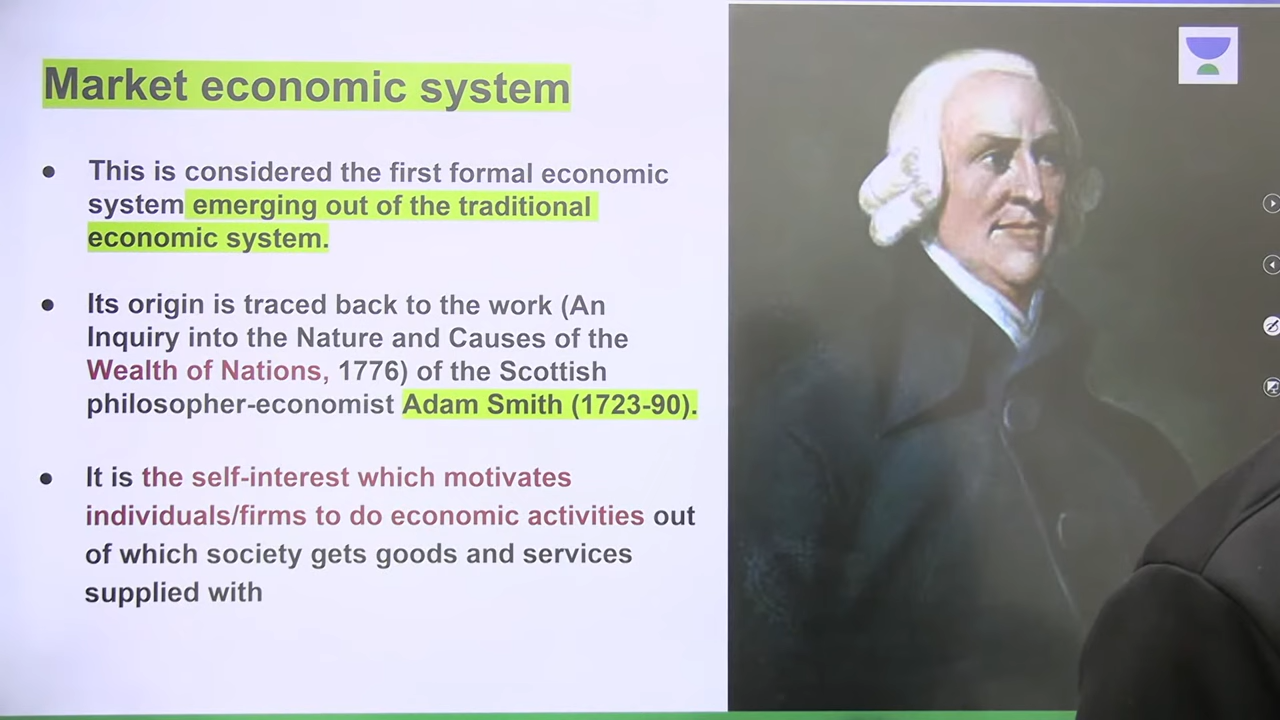 Market economic system
● This is considered the first formal economic
system emerging out of the traditional
economic system.
● Its origin is traced back to the work (An
Inquiry into the Nature and Causes of the
Wealth of Nations, 1776) of the Scottish
philosopher-economist Adam Smith (1723-90).
● It is the self-interest which motivates
individuals/firms to do economic activities out
of which society gets goods and services
supplied with